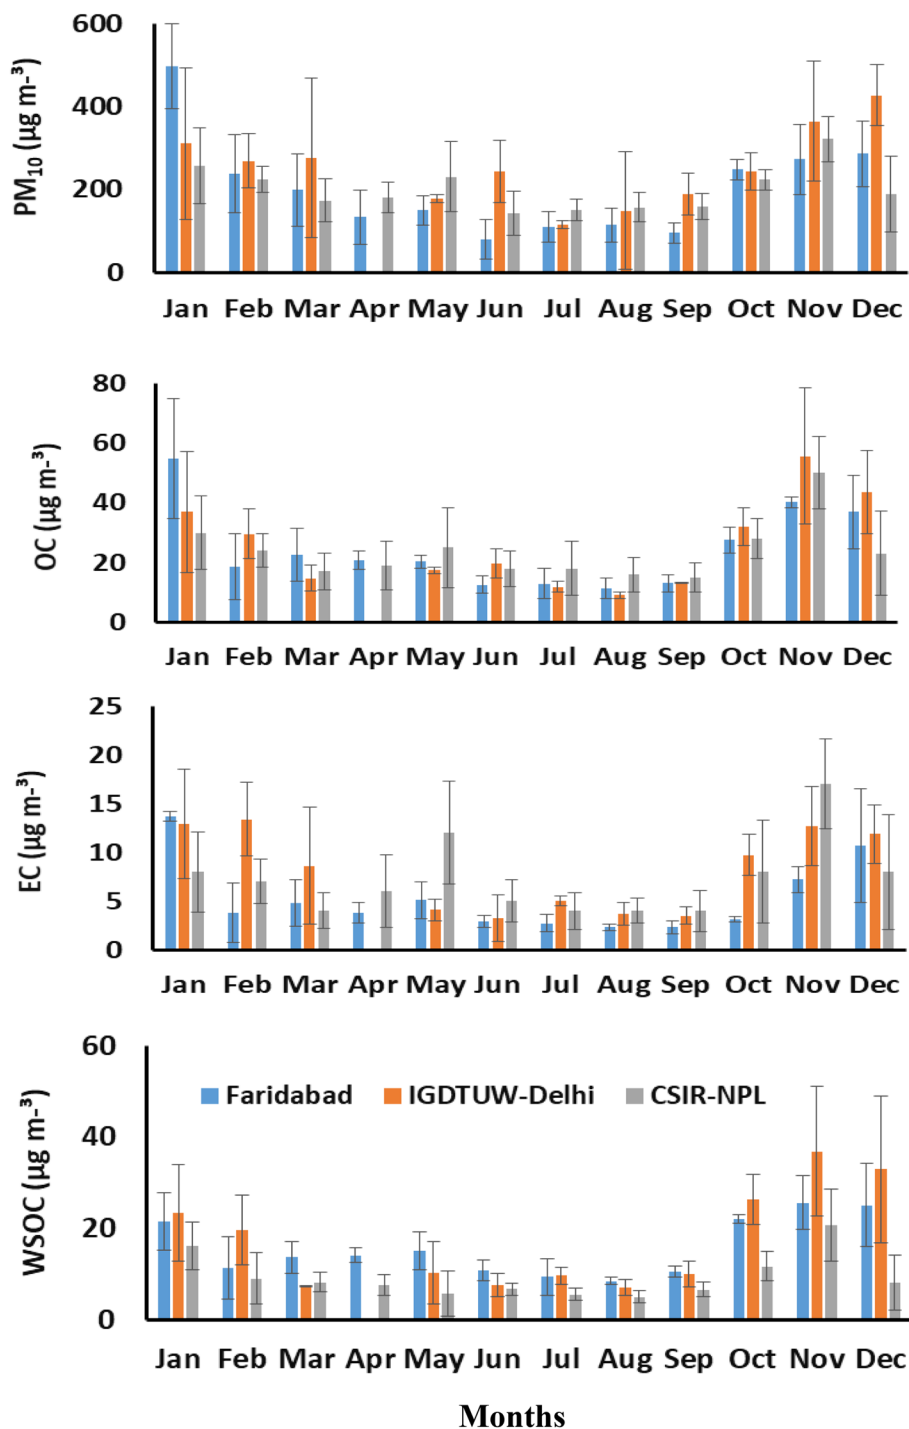 600
400
200
0
PM₁₀ (µg m-³)
Jan Feb Mar Apr May Jun Jul Aug Sep Oct Nov Dec
80
60
40
20
0
OC (µg m-³)
Jan Feb Mar Apr May Jun Jul Aug Sep Oct Nov Dec
25
20
15
10
5
0
EC (µg m-³)
Jan Feb Mar Apr May Jun Jul Aug Sep Oct Nov Dec
60
40
20
0
WSOC (µg m-³)
Faridabad IGDTUW-Delhi CSIR-NPL
Jan Feb Mar Apr May Jun Jul Aug Sep Oct Nov Dec
Months